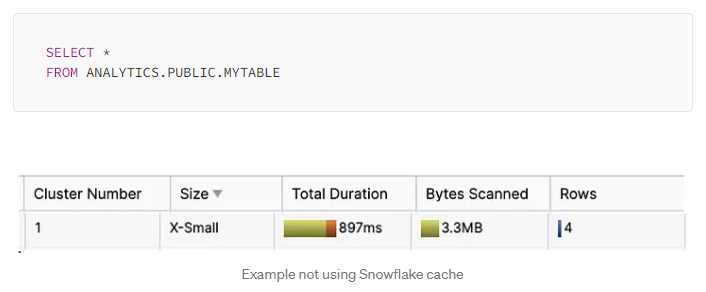 SELECT *
FROM ANALYTICS.PUBLIC.MYTABLE
Cluster Number Size Total Duration Bytes Scanned Rows
1 X-Small 897ms 3.3MB 4
Example not using Snowflake cache